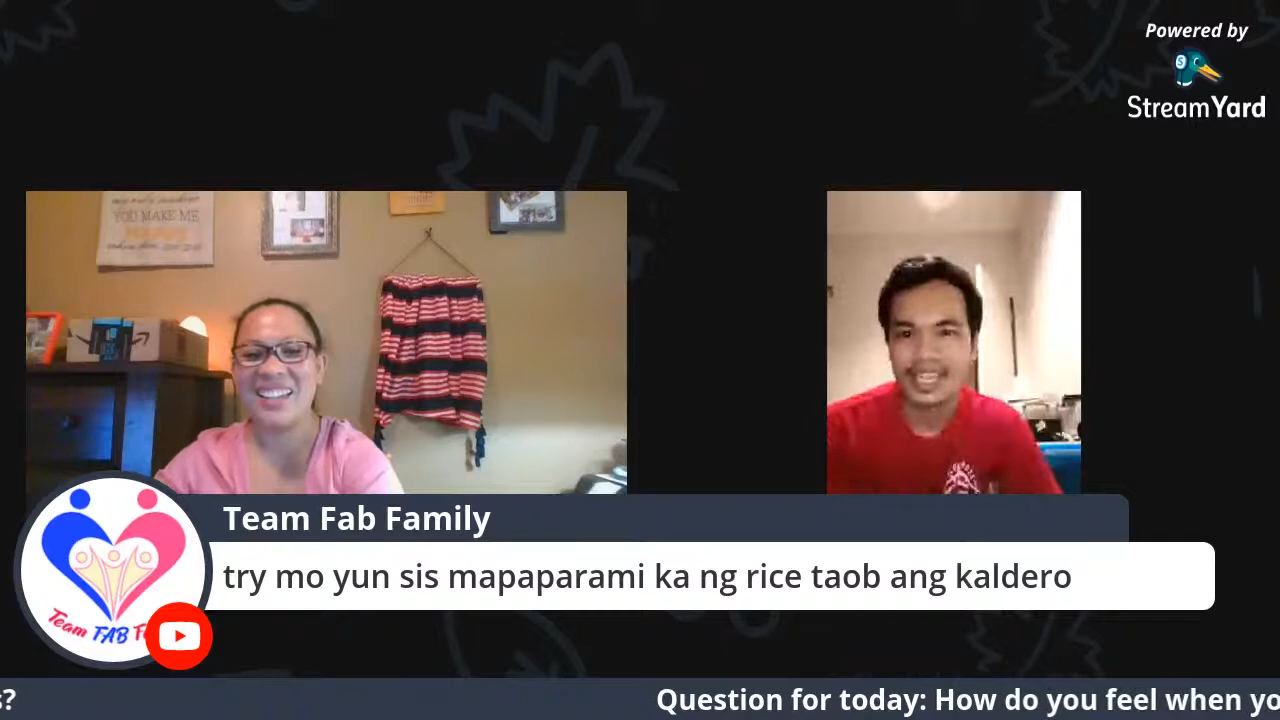 Powered by
StreamYard
YOU MAKE ME
Team Fab Family
try mo yun sis mapaparami ka ng rice taob ang kaldero
Team FAB
s?
Question for today: How do you feel when yo